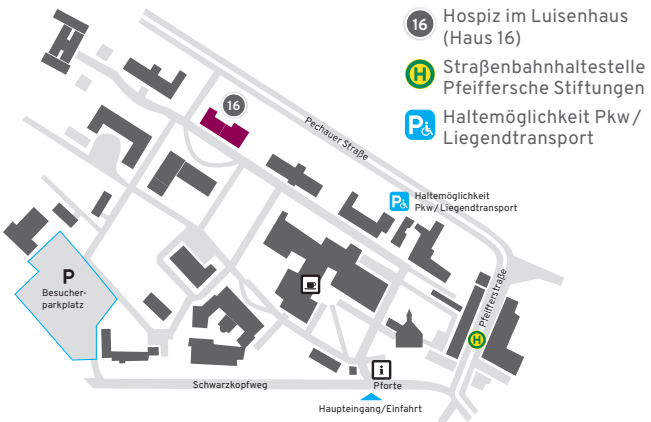 16 Hospiz im Luisenhaus
(Haus 16)
H Straßenbahnhaltestelle
Pfeiffersche Stiftungen
P Haltemöglichkeit Pkw/
Liegendtransport
16
Pechauer Straße
P Haltemöglichkeit
Pkw/Liegendtransport
P
Besucher-
parkplatz
Pfeifferstraße
H
i
Schwarzkopfweg
Pforte
Haupteingang/Einfahrt